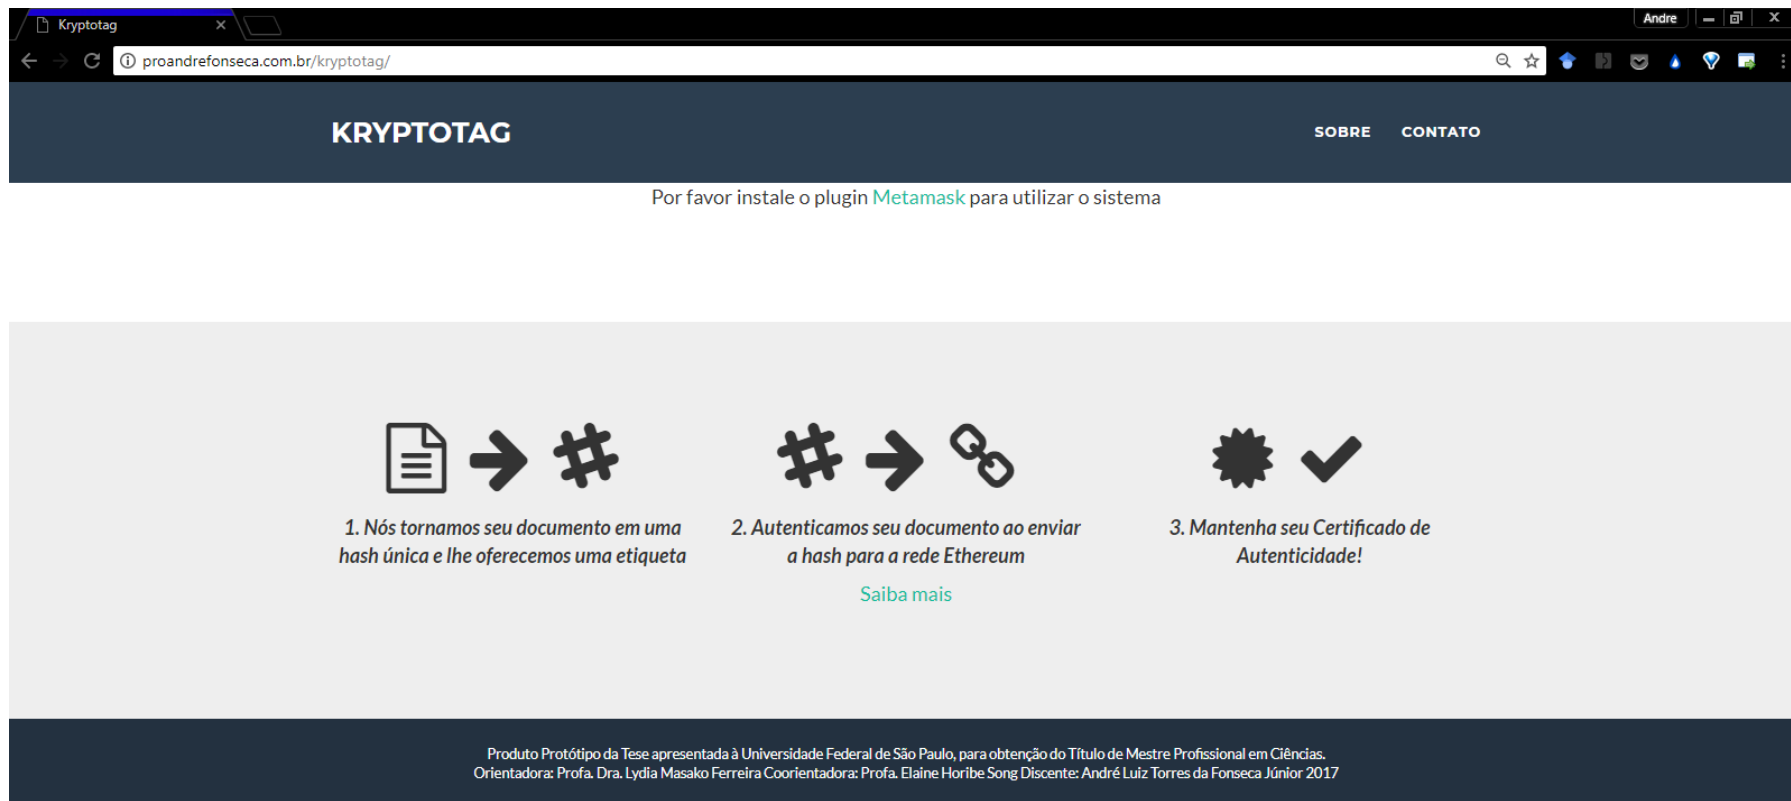 Kryptotag
Andre
proandrefonseca.com.br/kryptotag/
KRYPTOTAG
SOBRE CONTATO
Por favor instale o plugin Metamask para utilizar o sistema
1. Nós tornamos seu documento em uma
hash única e lhe oferecemos uma etiqueta
2. Autenticamos seu documento ao enviar
a hash para a rede Ethereum
Saiba mais
3. Mantenha seu Certificado de
Autenticidade!
Produto Protótipo da Tese apresentada à Universidade Federal de São Paulo, para obtenção do Título de Mestre Profissional em Ciências.
Orientadora: Profa. Dra. Lydia Masako Ferreira Coorientadora: Profa. Elaine Horibe Song Discente: André Luiz Torres da Fonseca Júnior 2017